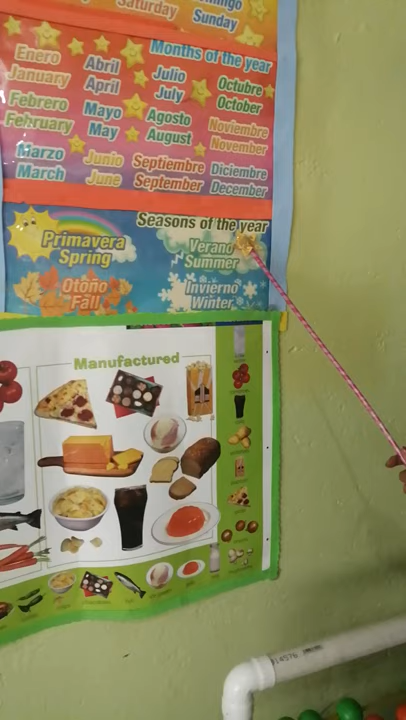 Saturday
Sunday
Months of the year
Enero
January
Abril
April
Julio
July
Octubre
October
Febrero
February
Mayo
May
Agosto
August
Noviembre
November
Marzo
March
Junio
June
Septiembre
September
Diciembre
December
Seasons of the year
Primavera
Spring
Verano
Summer
Otoño
Fall
Invierno
Winter
Manufactured